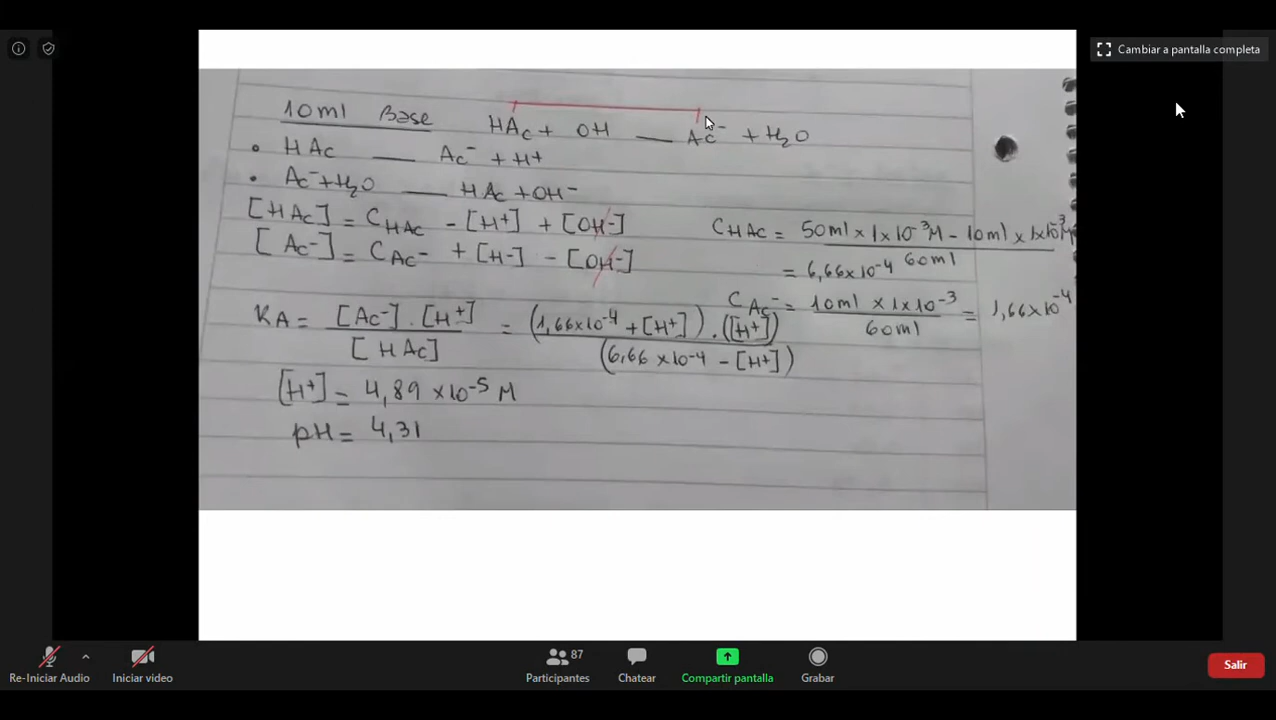 Cambiar a pantalla completa
10ml Base
HAc + OH — Ac⁻ + H₂O
• HAc — Ac⁻ + H+
• Ac⁻+H₂O — HAc +OH⁻
[HAc] = CHAc - [H+] + [OH-]
[Ac-] = CAc- + [H-] - [OH-]
CHAc = 50ml x 1x10⁻³M - 10ml x 1x10⁻³M
60ml
= 6,66x10⁻⁴
CAc- = 10ml x 1x10⁻³ = 1,66x10⁻⁴
60ml
KA = [Ac-] . [H+] = (1,66x10⁻⁴ + [H+]) . ([H+])
[HAc] (6,66 x10⁻⁴ - [H+])
[H+] = 4,89 x10⁻⁵ M
pH = 4,31
Re-Iniciar Audio
Iniciar video
87
Participantes
Chatear
Compartir pantalla
Grabar
Salir